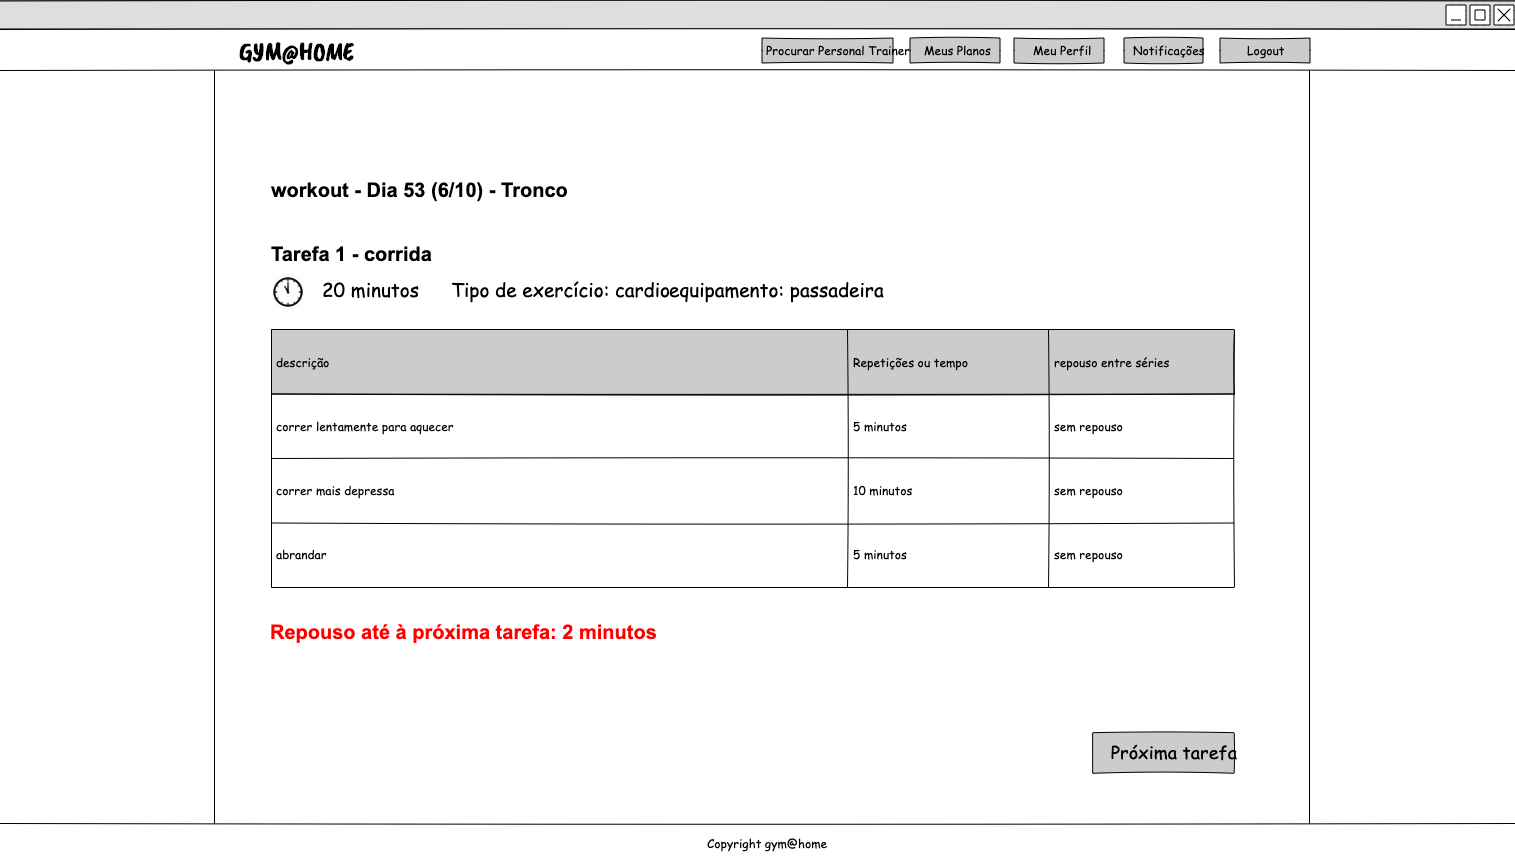 GYM@HOME
Procurar Personal Trainer
Meus Planos
Meu Perfil
Notificações
Logout
workout - Dia 53 (6/10) - Tronco
Tarefa 1 - corrida
20 minutos
Tipo de exercício: cardioequipamento: passadeira
descrição
Repetições ou tempo
repouso entre séries
correr lentamente para aquecer
5 minutos
sem repouso
correr mais depressa
10 minutos
sem repouso
abrandar
5 minutos
sem repouso
Repouso até à próxima tarefa: 2 minutos
Próxima tarefa
Copyright gym@home